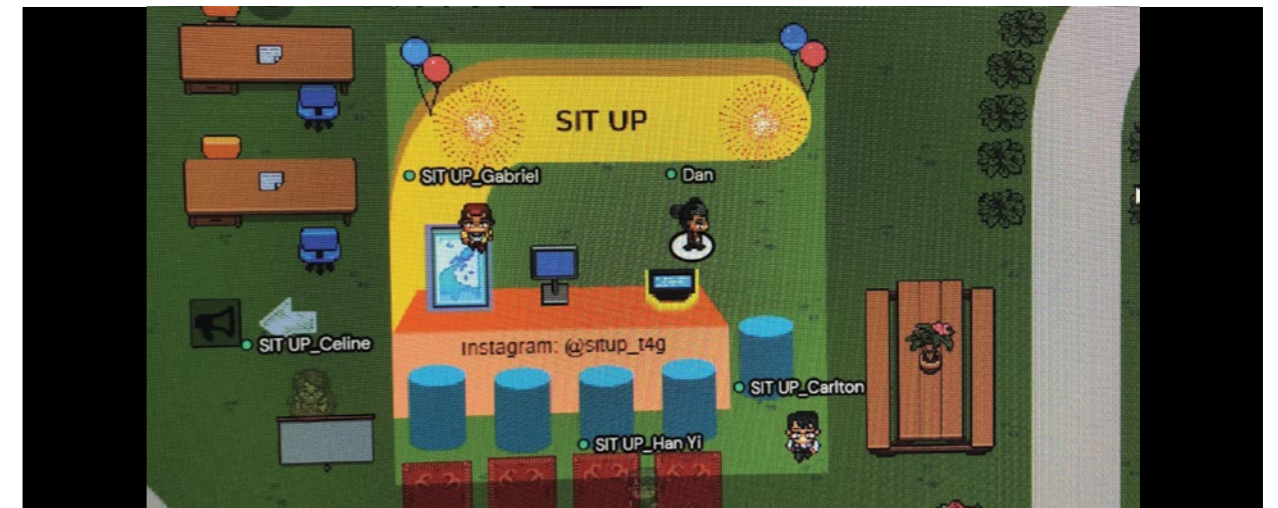 SIT UP
SIT UP_Gabriel
Dan
SIT UP_Celine
Instagram: @situp_t4g
SIT UP_Carlton
SIT UP_Han Yi